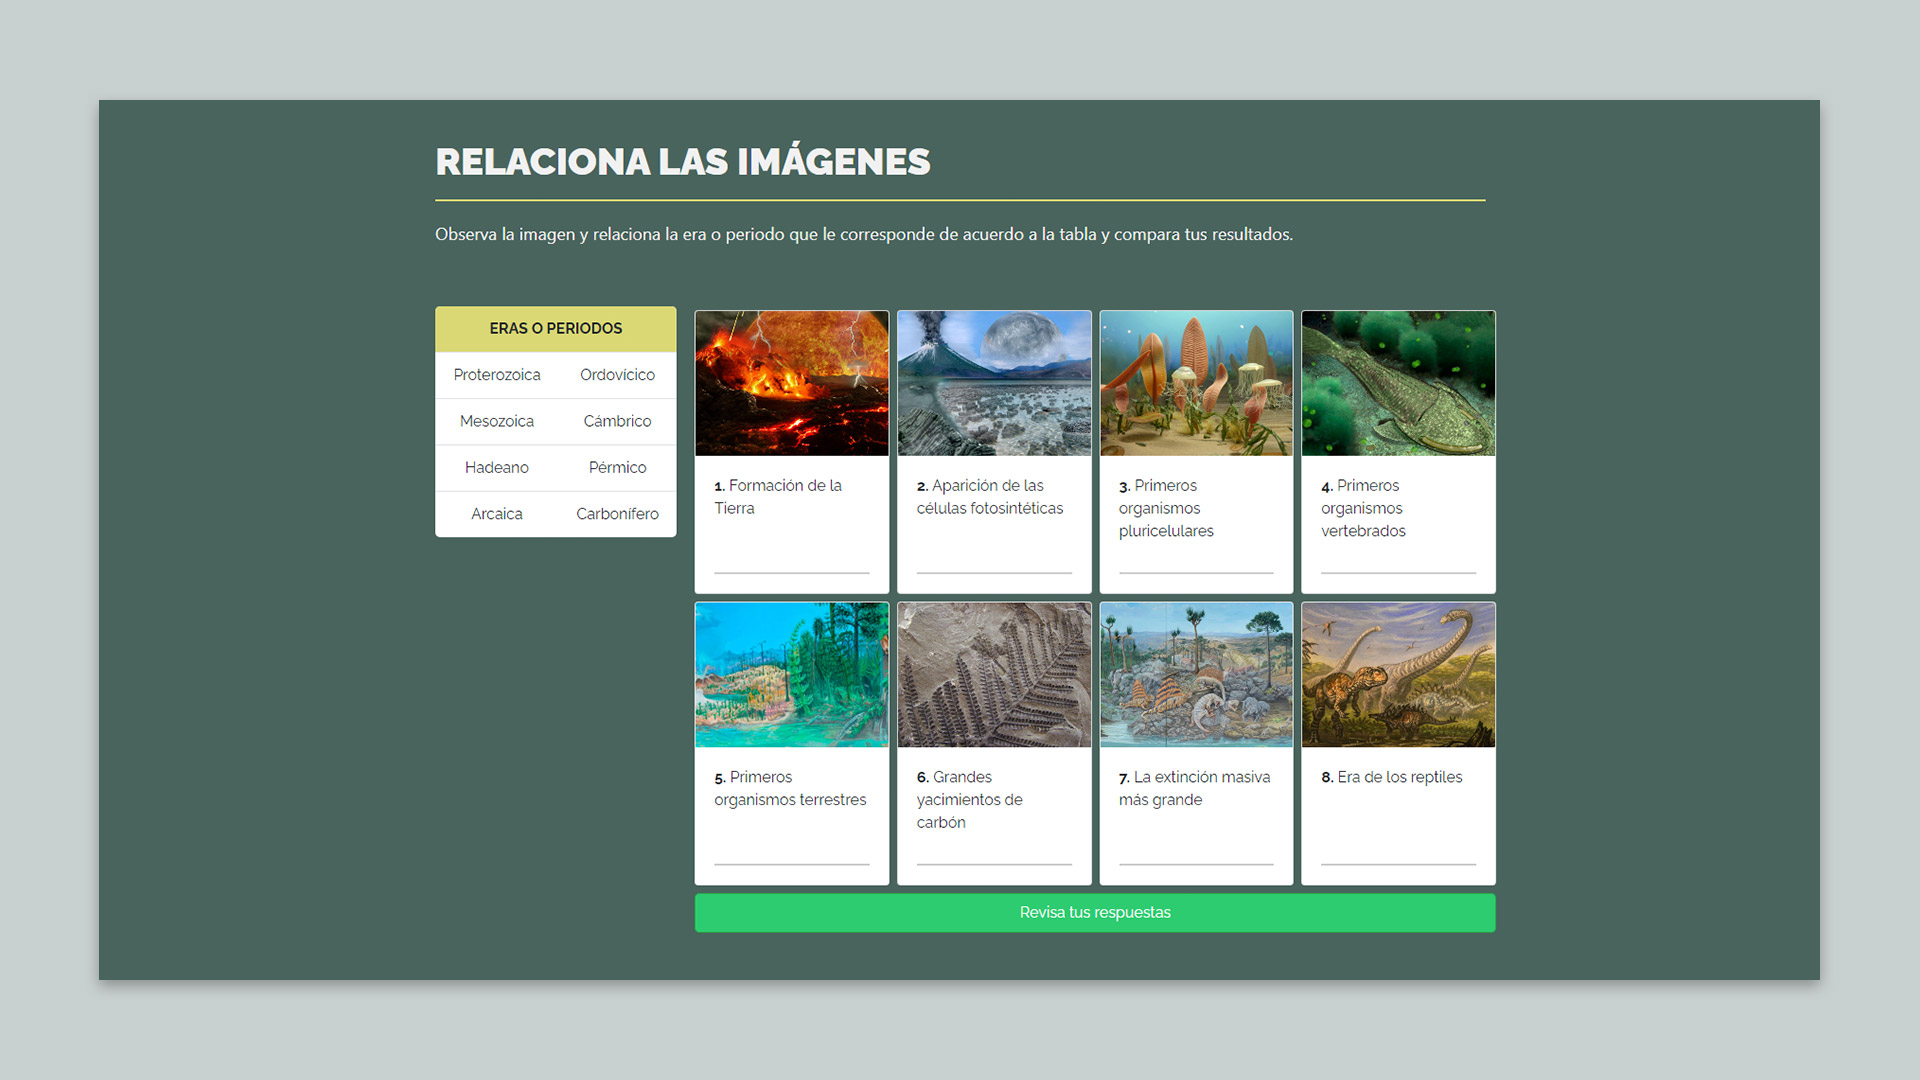 RELACIONA LAS IMÁGENES
Observa la imagen y relaciona la era o periodo que le corresponde de acuerdo a la tabla y compara tus resultados.
ERAS O PERIODOS
Proterozoica Ordovícico
Mesozoica Cámbrico
Hadeano Pérmico
Arcaica Carbonífero
1. Formación de la
Tierra
2. Aparición de las
células fotosintéticas
3. Primeros
organismos
pluricelulares
4. Primeros
organismos
vertebrados
5. Primeros
organismos terrestres
6. Grandes
yacimientos de
carbón
7. La extinción masiva
más grande
8. Era de los reptiles
Revisa tus respuestas